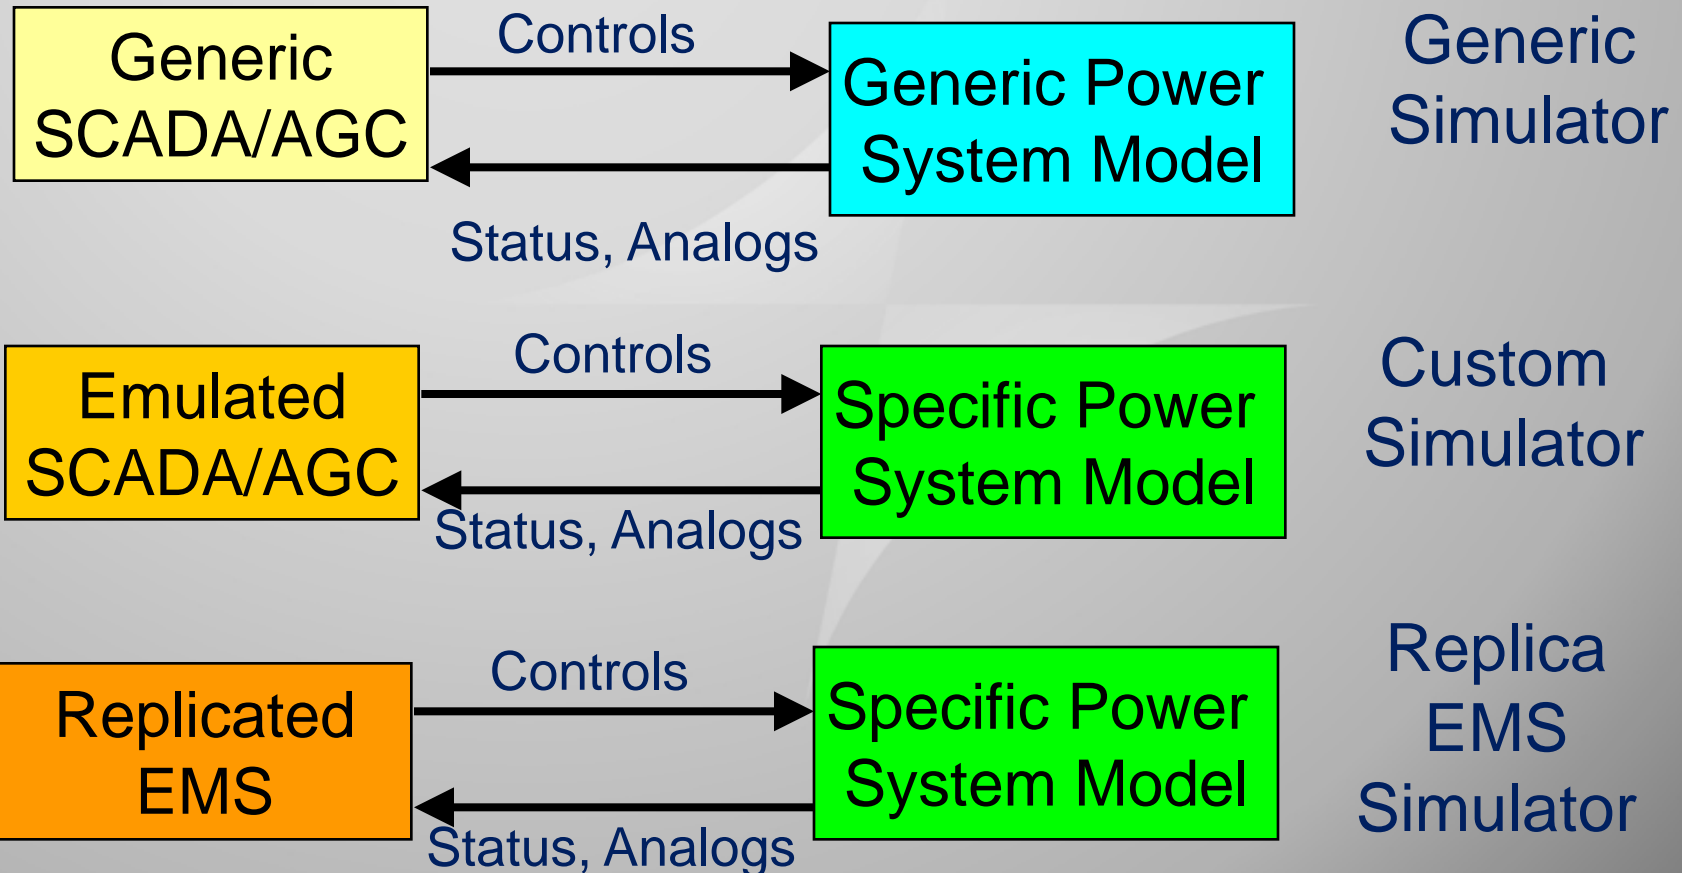 Generic
SCADA/AGC
Controls
Status, Analogs
Generic Power
System Model
Generic
Simulator
Emulated
SCADA/AGC
Controls
Status, Analogs
Specific Power
System Model
Custom
Simulator
Replicated
EMS
Controls
Status, Analogs
Specific Power
System Model
Replica
EMS
Simulator